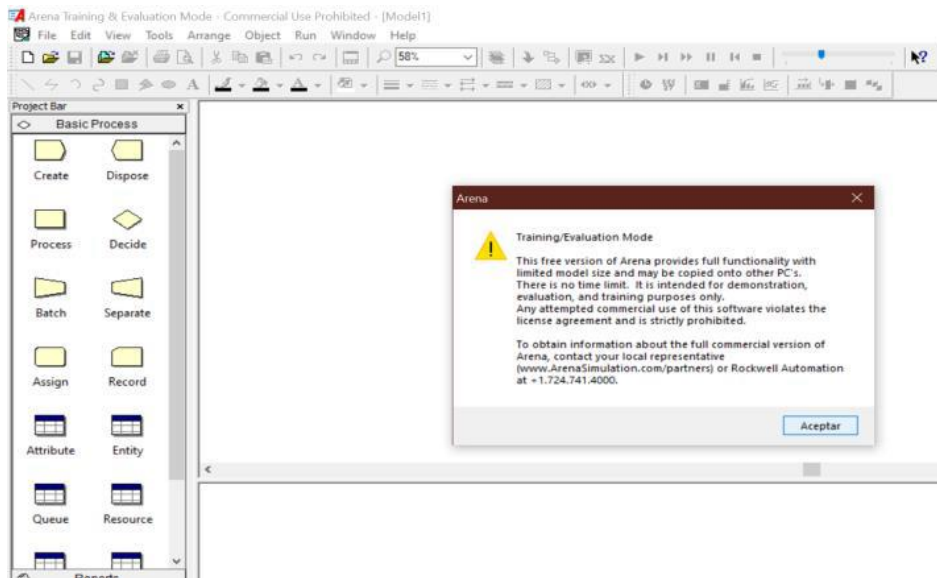 Arena Training & Evaluation Mode - Commercial Use Prohibited - [Model1]
File Edit View Tools Arrange Object Run Window Help
58%
Project Bar
Basic Process
Create Dispose
Process Decide
Batch Separate
Assign Record
Attribute Entity
Queue Resource
Reports
Arena
Training/Evaluation Mode
This free version of Arena provides full functionality with
limited model size and may be copied onto other PC's.
There is no time limit. It is intended for demonstration,
evaluation, and training purposes only.
Any attempted commercial use of this software violates the
license agreement and is strictly prohibited.
To obtain information about the full commercial version of
Arena, contact your local representative
(www.ArenaSimulation.com/partners) or Rockwell Automation
at +1.724.741.4000.
Aceptar